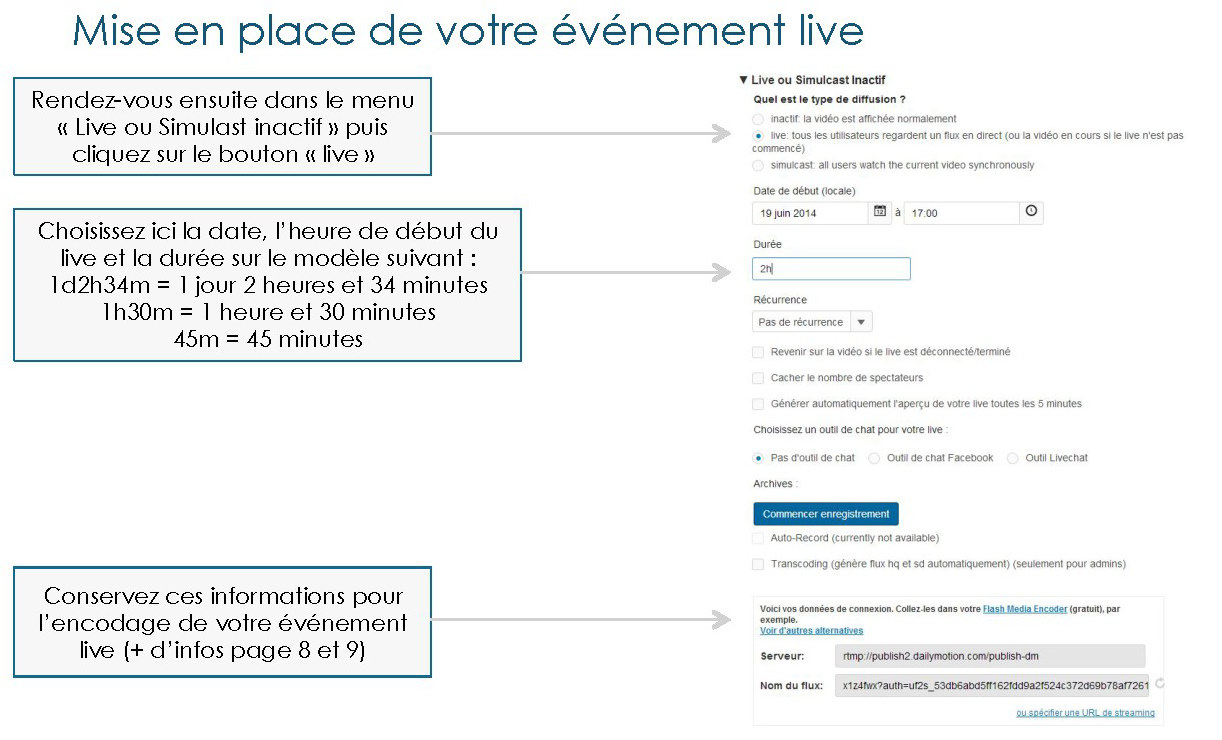 Mise en place de votre événement live
Rendez-vous ensuite dans le menu
« Live ou Simulast inactif » puis
cliquez sur le bouton « live »
Choisissez ici la date, l'heure de début du
live et la durée sur le modèle suivant :
1d2h34m = 1 jour 2 heures et 34 minutes
1h30m = 1 heure et 30 minutes
45m = 45 minutes
Conservez ces informations pour
l'encodage de votre événement
live (+ d'infos page 8 et 9)
▼ Live ou Simulcast Inactif
Quel est le type de diffusion ?
inactif: la vidéo est affichée normalement
live: tous les utilisateurs regardent un flux en direct (ou la vidéo en cours si le live n'est pas
commencé)
simulcast: all users watch the current video synchronously
Date de début (locale)
19 juin 2014 12 à 17:00
Durée
2h
Récurrence
Pas de récurrence
Revenir sur la vidéo si le live est déconnecté/terminé
Cacher le nombre de spectateurs
Générer automatiquement l'aperçu de votre live toutes les 5 minutes
Choisissez un outil de chat pour votre live :
Pas d'outil de chat Outil de chat Facebook Outil Livechat
Archives :
Commencer enregistrement
Auto-Record (currently not available)
Transcoding (génère flux hq et sd automatiquement) (seulement pour admins)
Voici vos données de connexion. Collez-les dans votre Flash Media Encoder (gratuit), par
exemple.
Voir d'autres alternatives
Serveur: rtmp://publish2.dailymotion.com/publish-dm
Nom du flux: x1z4fwx?auth=uf2s_53db6abd5ff162fdd9a2f524c372d69b78af7261
ou spécifier une URL de streaming